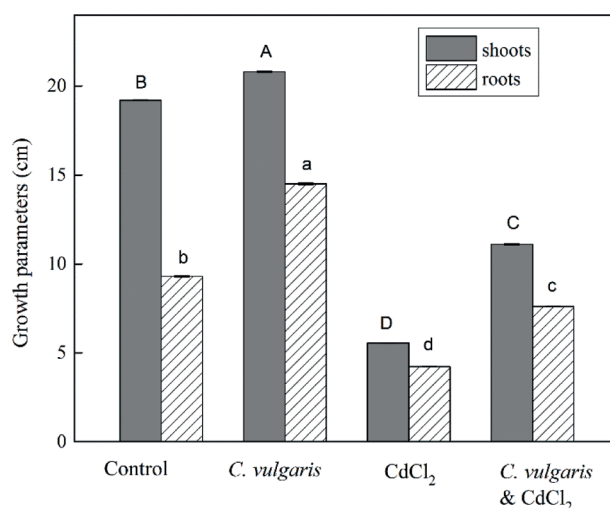 shoots
roots
Growth parameters (cm)
20
15
10
5
0
B
b
A
a
D
d
C
c
Control
C. vulgaris
CdCl₂
C. vulgaris
& CdCl₂